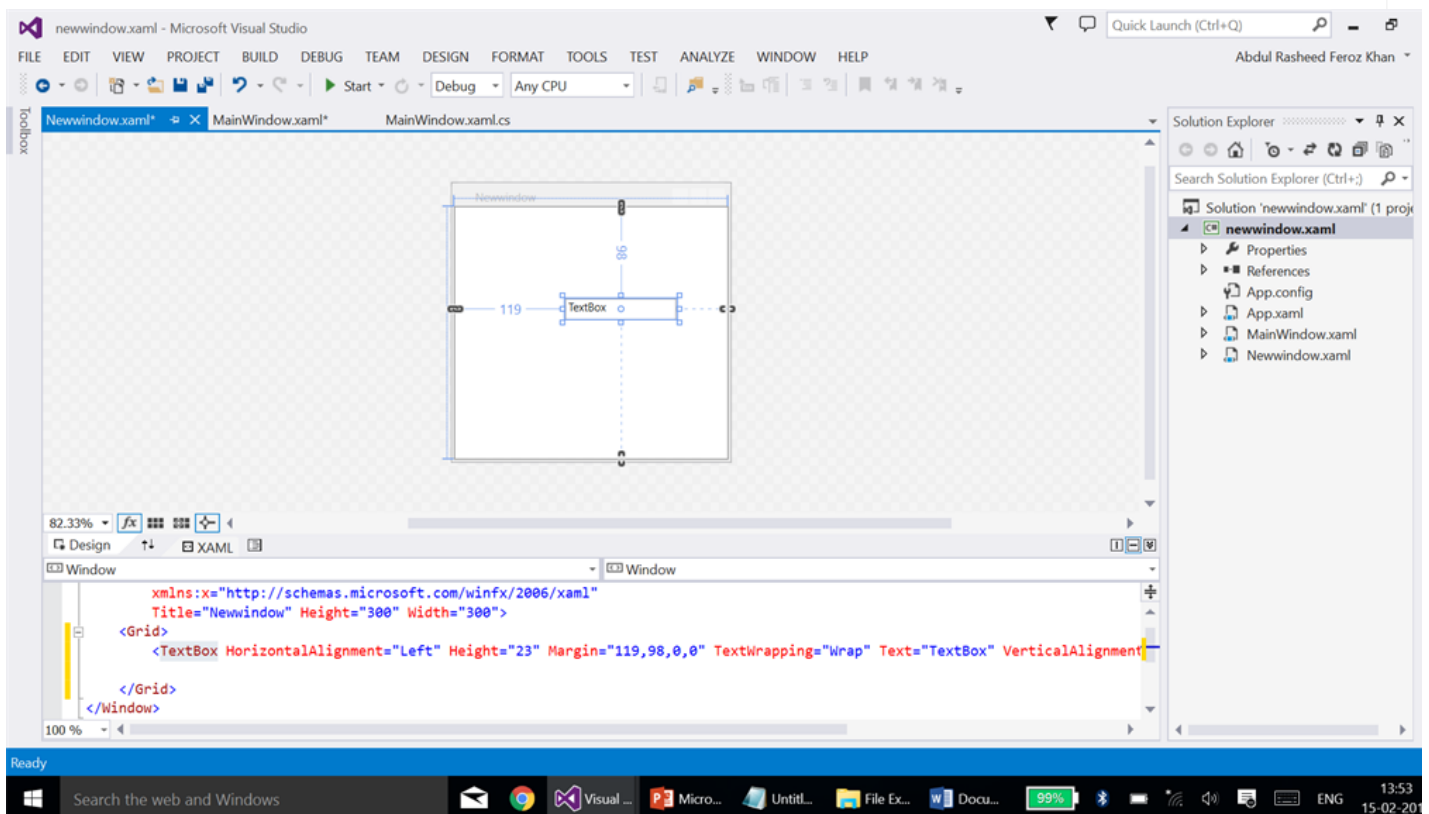 newwindow.xaml - Microsoft Visual Studio
Quick Launch (Ctrl+Q)
FILE EDIT VIEW PROJECT BUILD DEBUG TEAM DESIGN FORMAT TOOLS TEST ANALYZE WINDOW HELP
Abdul Rasheed Feroz Khan
Start Debug Any CPU
Toolbox
Newwindow.xaml* MainWindow.xaml* MainWindow.xaml.cs
Solution Explorer
Search Solution Explorer (Ctrl+;)
Solution 'newwindow.xaml' (1 proje
newwindow.xaml
Properties
References
App.config
App.xaml
MainWindow.xaml
Newwindow.xaml
Newwindow
98
119
TextBox
82.33% fx
Design XAML
Window Window
xmlns:x="http://schemas.microsoft.com/winfx/2006/xaml"
Title="Newwindow" Height="300" Width="300">
<Grid>
<TextBox HorizontalAlignment="Left" Height="23" Margin="119,98,0,0" TextWrapping="Wrap" Text="TextBox" VerticalAlignment
</Grid>
</Window>
100 %
Ready
Search the web and Windows
Visual ... Micro... Untitl... File Ex... Docu... 99% ENG
13:53
15-02-201